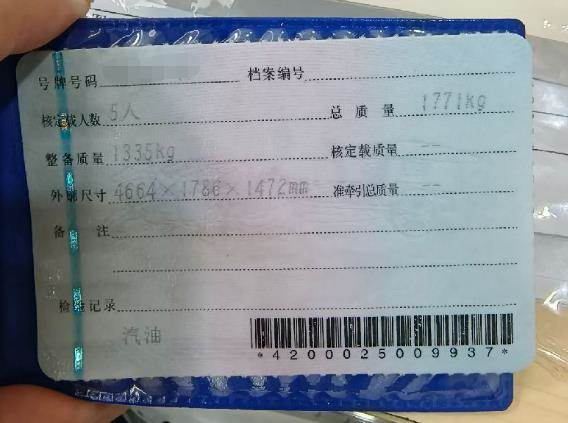 号牌号码 档案编号
核定载人数 5人 总质量 1771kg
整备质量 1335kg 核定载质量 --
外廓尺寸 4664×1786×1472mm 准牵引总质量 --
备注
检验记录
汽油
*4200025009937*